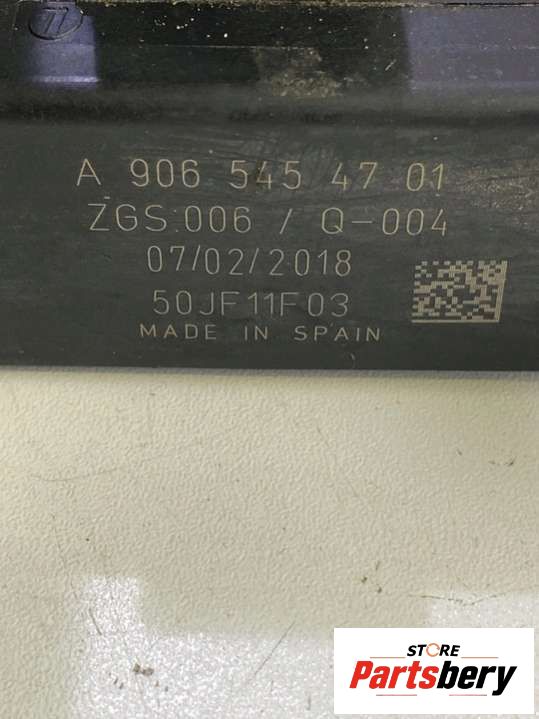 A 906 545 47 01
ZGS:006 / Q-004
07/02/2018
50JF11F03
MADE IN SPAIN
STORE
Partsbery